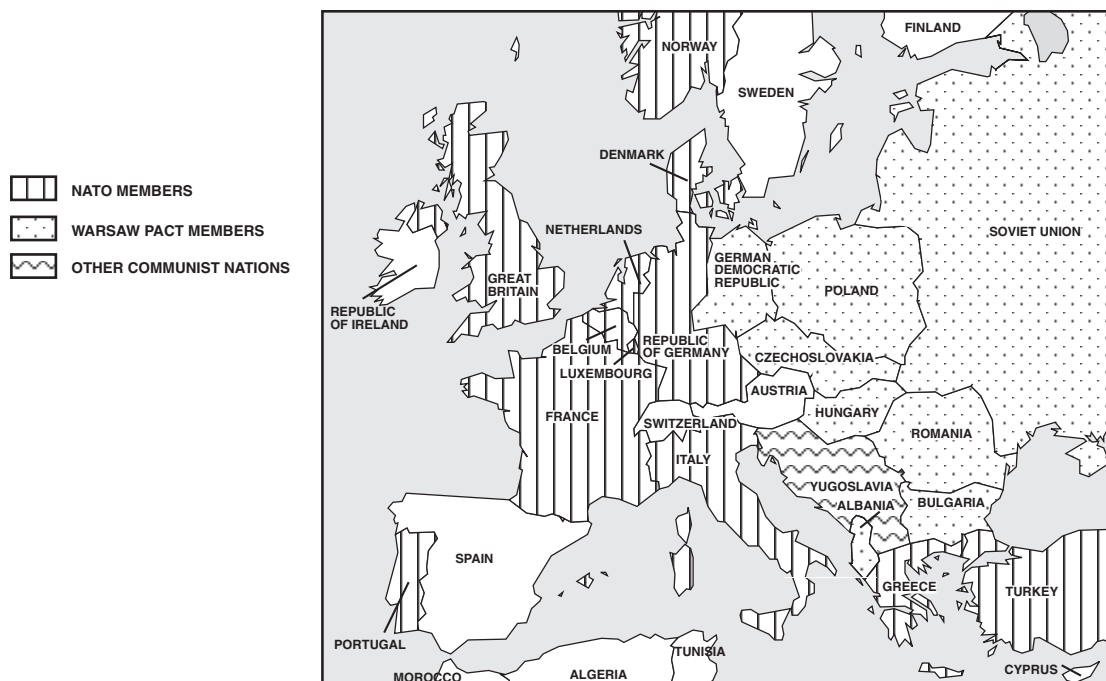 NATO MEMBERS
WARSAW PACT MEMBERS
OTHER COMMUNIST NATIONS
FINLAND
NORWAY
SWEDEN
DENMARK
NETHERLANDS
SOVIET UNION
GERMAN
DEMOCRATIC
REPUBLIC
GREAT
BRITAIN
POLAND
REPUBLIC
OF IRELAND
BELGIUM
REPUBLIC
OF GERMANY
CZECHOSLOVAKIA
LUXEMBOURG
AUSTRIA
FRANCE
HUNGARY
SWITZERLAND
ROMANIA
ITALY
YUGOSLAVIA
ALBANIA
BULGARIA
SPAIN
GREECE
TURKEY
PORTUGAL
TUNISIA
MOROCCO
ALGERIA
CYPRUS